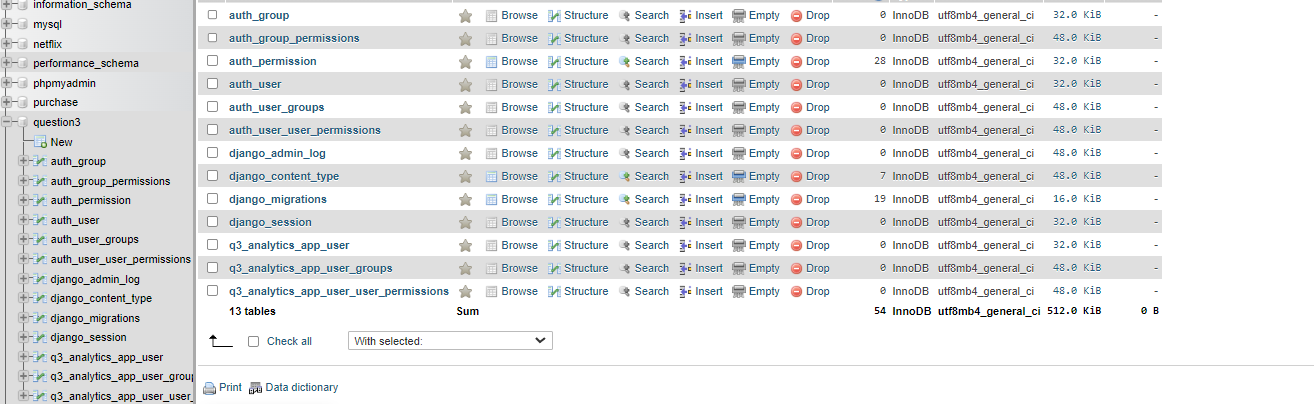 information_schema
mysql
netflix
performance_schema
phpmyadmin
purchase
question3
New
auth_group
auth_group_permissions
auth_permission
auth_user
auth_user_groups
auth_user_user_permissions
django_admin_log
django_content_type
django_migrations
django_session
q3_analytics_app_user
q3_analytics_app_user_grou
q3_analytics_app_user_user_
auth_group Browse Structure Search Insert Empty Drop 0 InnoDB utf8mb4_general_ci 32.0 KiB -
auth_group_permissions Browse Structure Search Insert Empty Drop 0 InnoDB utf8mb4_general_ci 48.0 KiB -
auth_permission Browse Structure Search Insert Empty Drop 28 InnoDB utf8mb4_general_ci 32.0 KiB -
auth_user Browse Structure Search Insert Empty Drop 0 InnoDB utf8mb4_general_ci 32.0 KiB -
auth_user_groups Browse Structure Search Insert Empty Drop 0 InnoDB utf8mb4_general_ci 48.0 KiB -
auth_user_user_permissions Browse Structure Search Insert Empty Drop 0 InnoDB utf8mb4_general_ci 48.0 KiB -
django_admin_log Browse Structure Search Insert Empty Drop 0 InnoDB utf8mb4_general_ci 48.0 KiB -
django_content_type Browse Structure Search Insert Empty Drop 7 InnoDB utf8mb4_general_ci 48.0 KiB -
django_migrations Browse Structure Search Insert Empty Drop 19 InnoDB utf8mb4_general_ci 16.0 KiB -
django_session Browse Structure Search Insert Empty Drop 0 InnoDB utf8mb4_general_ci 32.0 KiB -
q3_analytics_app_user Browse Structure Search Insert Empty Drop 0 InnoDB utf8mb4_general_ci 32.0 KiB -
q3_analytics_app_user_groups Browse Structure Search Insert Empty Drop 0 InnoDB utf8mb4_general_ci 48.0 KiB -
q3_analytics_app_user_user_permissions Browse Structure Search Insert Empty Drop 0 InnoDB utf8mb4_general_ci 48.0 KiB -
13 tables Sum 54 InnoDB utf8mb4_general_ci 512.0 KiB 0 B
Check all With selected:
Print Data dictionary